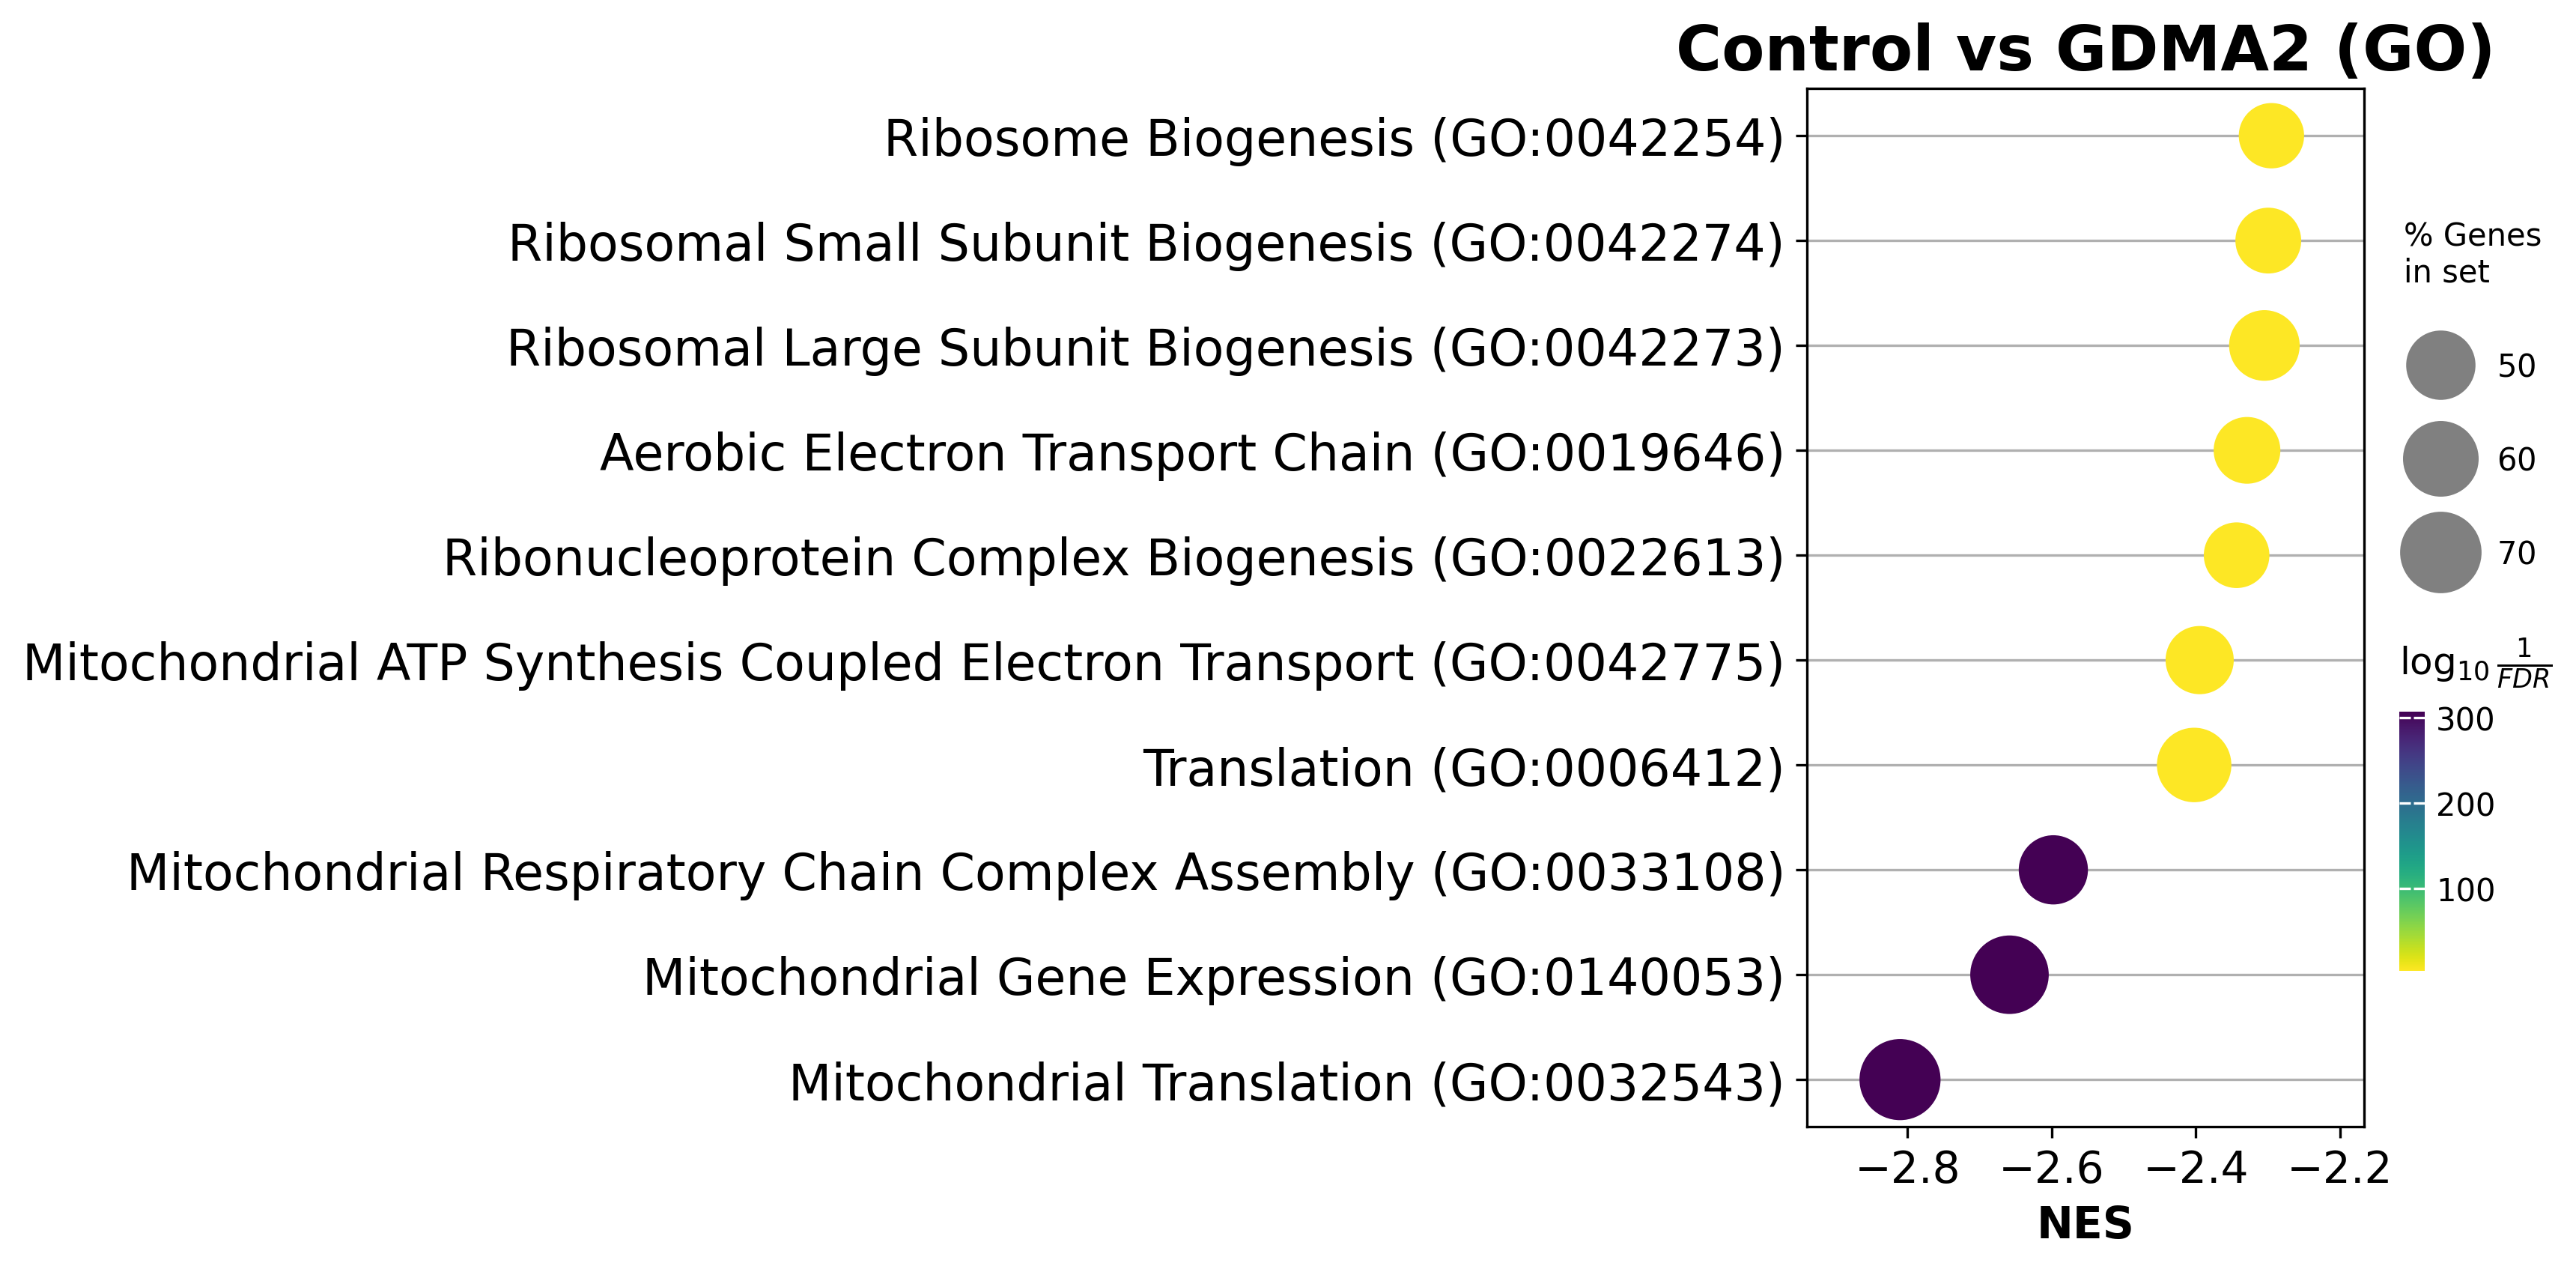 Control vs GDMA2 (GO)
Ribosome Biogenesis (GO:0042254)
Ribosomal Small Subunit Biogenesis (GO:0042274)
Ribosomal Large Subunit Biogenesis (GO:0042273)
Aerobic Electron Transport Chain (GO:0019646)
Ribonucleoprotein Complex Biogenesis (GO:0022613)
Mitochondrial ATP Synthesis Coupled Electron Transport (GO:0042775)
Translation (GO:0006412)
Mitochondrial Respiratory Chain Complex Assembly (GO:0033108)
Mitochondrial Gene Expression (GO:0140053)
Mitochondrial Translation (GO:0032543)
−2.8 −2.6 −2.4 −2.2
NES
% Genes
in set
50
60
70
log₁₀ 1/FDR
300
200
100